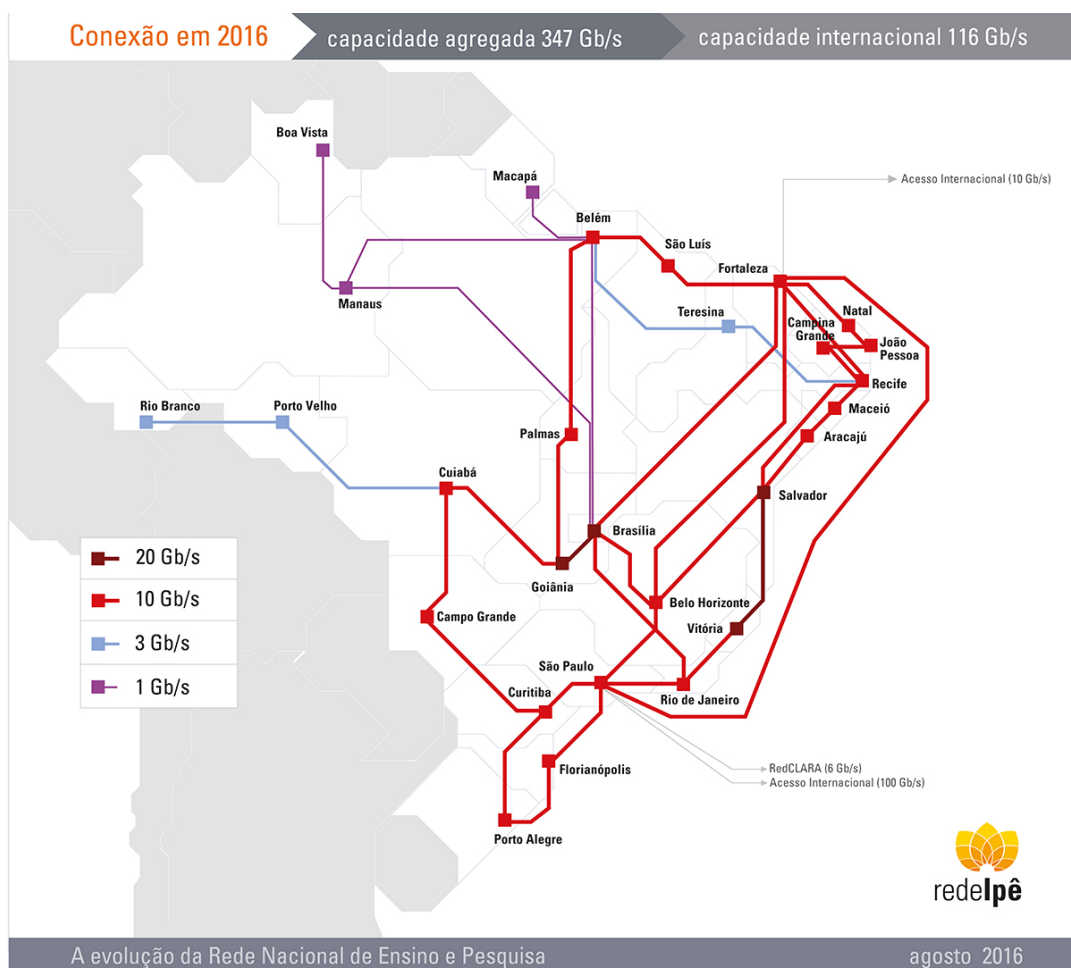 Conexão em 2016
capacidade agregada 347 Gb/s
capacidade internacional 116 Gb/s
Boa Vista
Macapá
Acesso Internacional (10 Gb/s)
Belém
São Luís
Fortaleza
Manaus
Teresina
Natal
Campina
Grande
João
Pessoa
Recife
Rio Branco
Porto Velho
Maceió
Palmas
Aracajú
Cuiabá
Salvador
Brasília
20 Gb/s
Goiânia
10 Gb/s
Belo Horizonte
Campo Grande
Vitória
3 Gb/s
São Paulo
1 Gb/s
Curitiba
Rio de Janeiro
Florianópolis
RedCLARA (6 Gb/s)
Acesso Internacional (100 Gb/s)
Porto Alegre
redeIpê
A evolução da Rede Nacional de Ensino e Pesquisa
agosto 2016